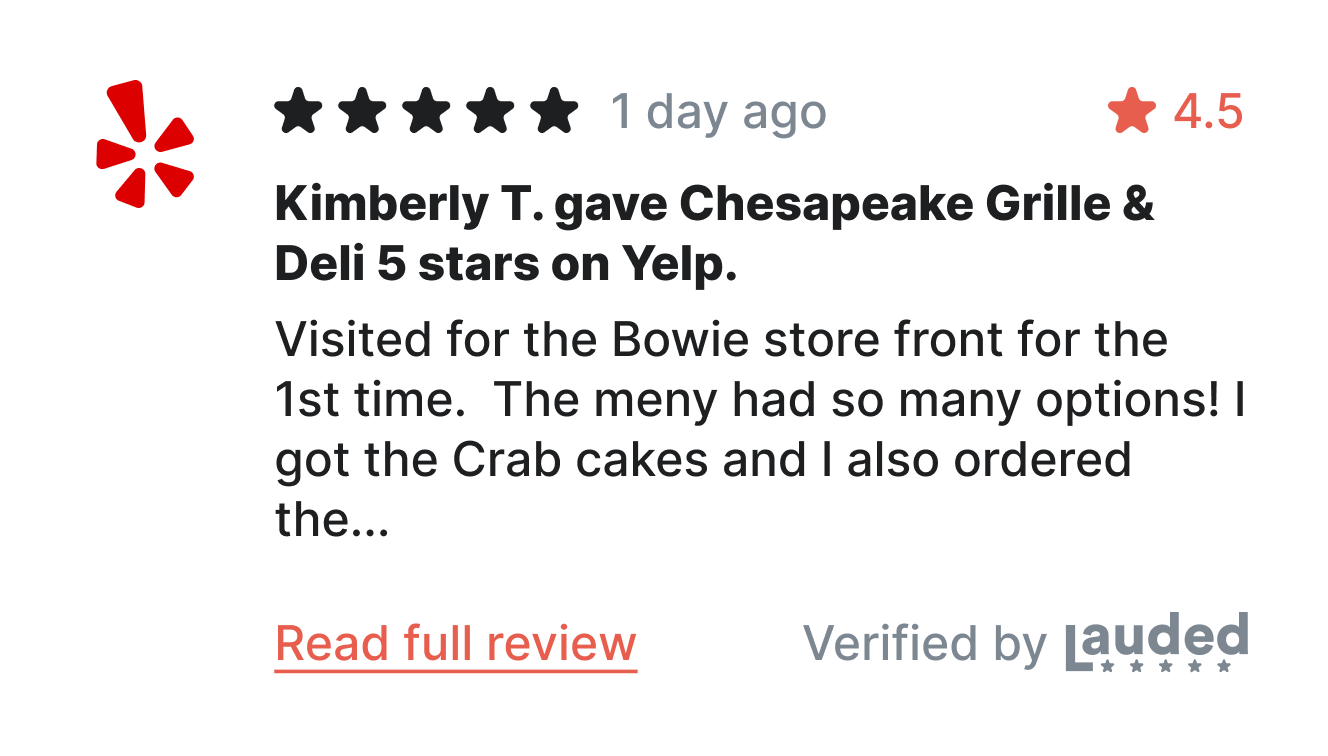 1 day ago
4.5
Kimberly T. gave Chesapeake Grille &
Deli 5 stars on Yelp.
Visited for the Bowie store front for the
1st time.  The meny had so many options! I
got the Crab cakes and I also ordered
the...
Read full review
Verified by Lauded